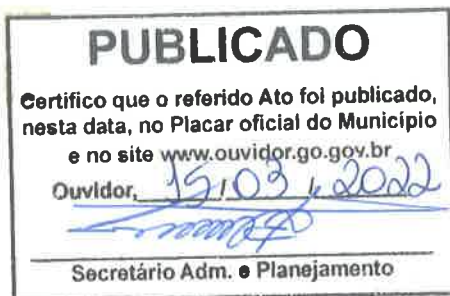 PUBLICADO
Certifico que o referido Ato foi publicado,
nesta data, no Placar oficial do Município
e no site www.ouvidor.go.gov.br
Ouvidor, 15/03/2022
Secretário Adm. e Planejamento